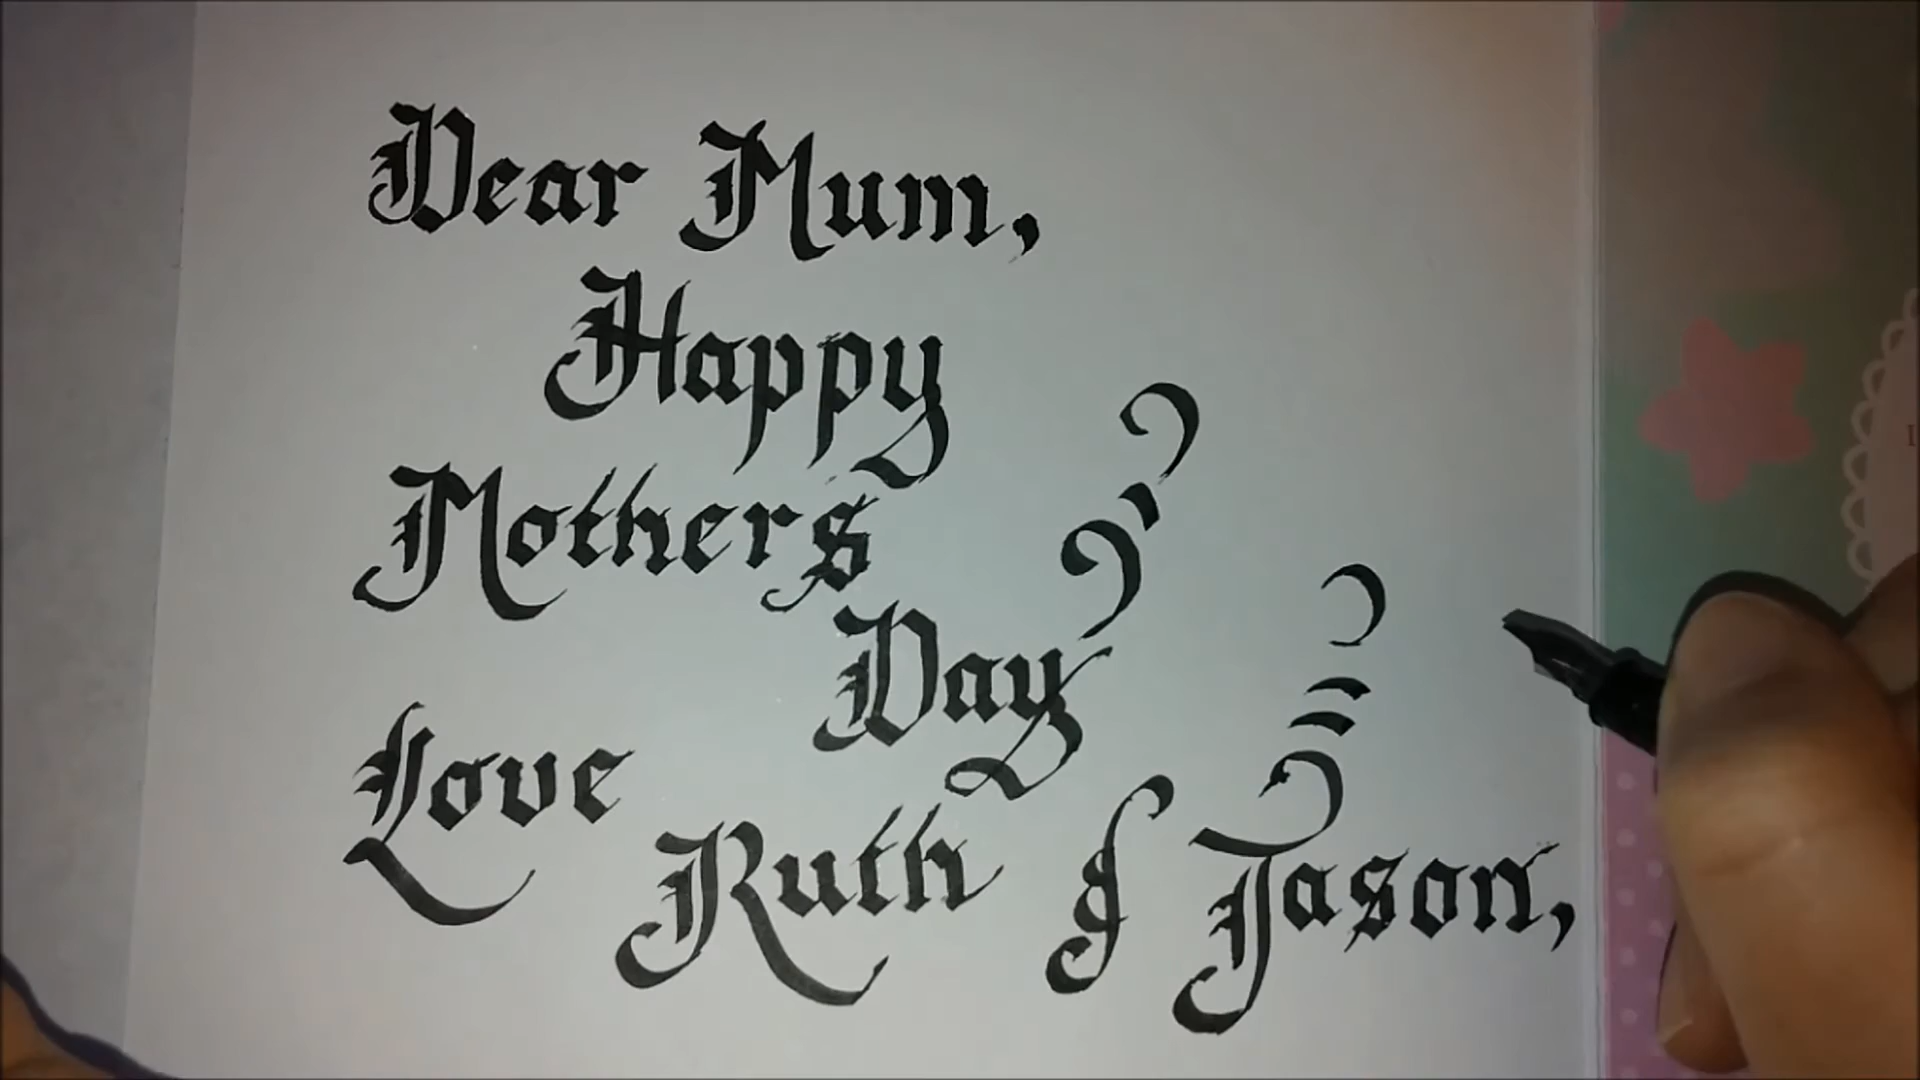 Dear Mum,
Happy
Mothers
Day
Love
Ruth & Jason,